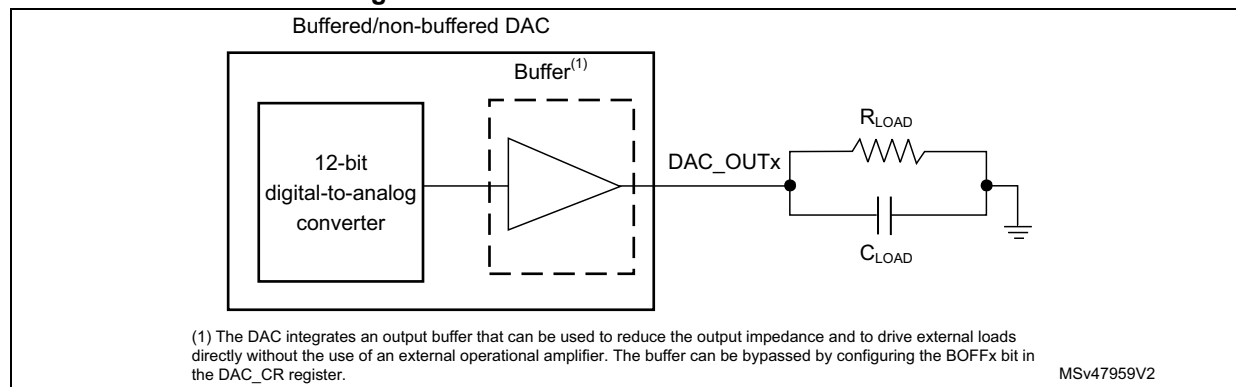 Buffered/non-buffered DAC
Buffer(1)
12-bit
digital-to-analog
converter
DAC_OUTx
RLOAD
CLOAD
(1) The DAC integrates an output buffer that can be used to reduce the output impedance and to drive external loads
directly without the use of an external operational amplifier. The buffer can be bypassed by configuring the BOFFx bit in
the DAC_CR register.
MSv47959V2